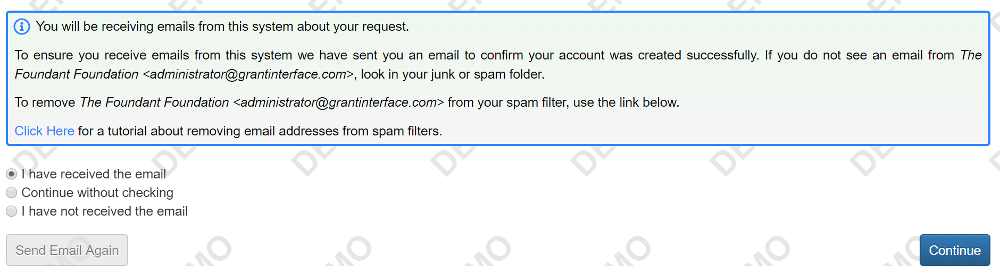 You will be receiving emails from this system about your request.
To ensure you receive emails from this system we have sent you an email to confirm your account was created successfully. If you do not see an email from The
Foundant Foundation <administrator@grantinterface.com>, look in your junk or spam folder.
To remove The Foundant Foundation <administrator@grantinterface.com> from your spam filter, use the link below.
Click Here for a tutorial about removing email addresses from spam filters.
I have received the email
Continue without checking
I have not received the email
Send Email Again
Continue